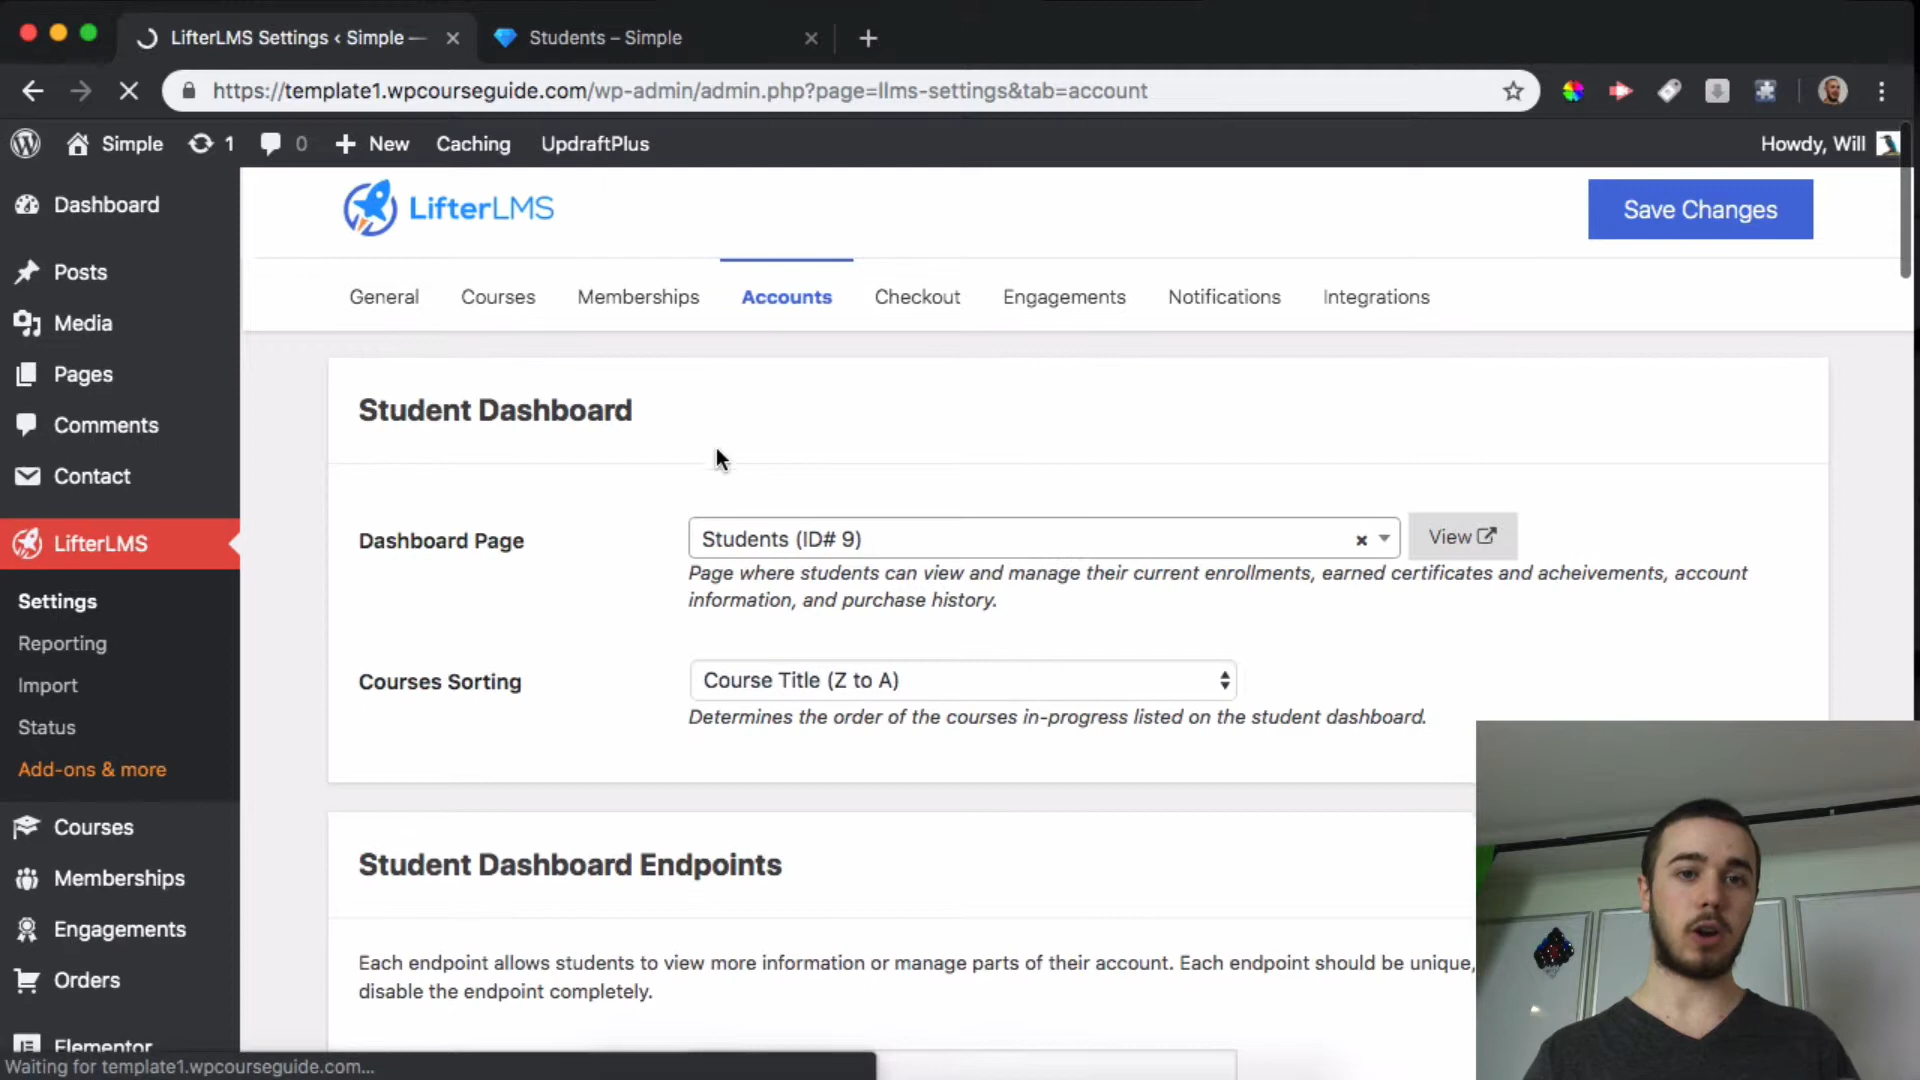 LifterLMS Settings ‹ Simple —
Students – Simple
https://template1.wpcourseguide.com/wp-admin/admin.php?page=llms-settings&tab=account
Simple
1
0
New
Caching
UpdraftPlus
Howdy, Will
Dashboard
Posts
Media
Pages
Comments
Contact
LifterLMS
Settings
Reporting
Import
Status
Add-ons & more
Courses
Memberships
Engagements
Orders
Elementor
LifterLMS
Save Changes
General
Courses
Memberships
Accounts
Checkout
Engagements
Notifications
Integrations
Student Dashboard
Dashboard Page
Students (ID# 9)
View
Page where students can view and manage their current enrollments, earned certificates and acheivements, account
information, and purchase history.
Courses Sorting
Course Title (Z to A)
Determines the order of the courses in-progress listed on the student dashboard.
Student Dashboard Endpoints
Each endpoint allows students to view more information or manage parts of their account. Each endpoint should be unique,
disable the endpoint completely.
Waiting for template1.wpcourseguide.com...